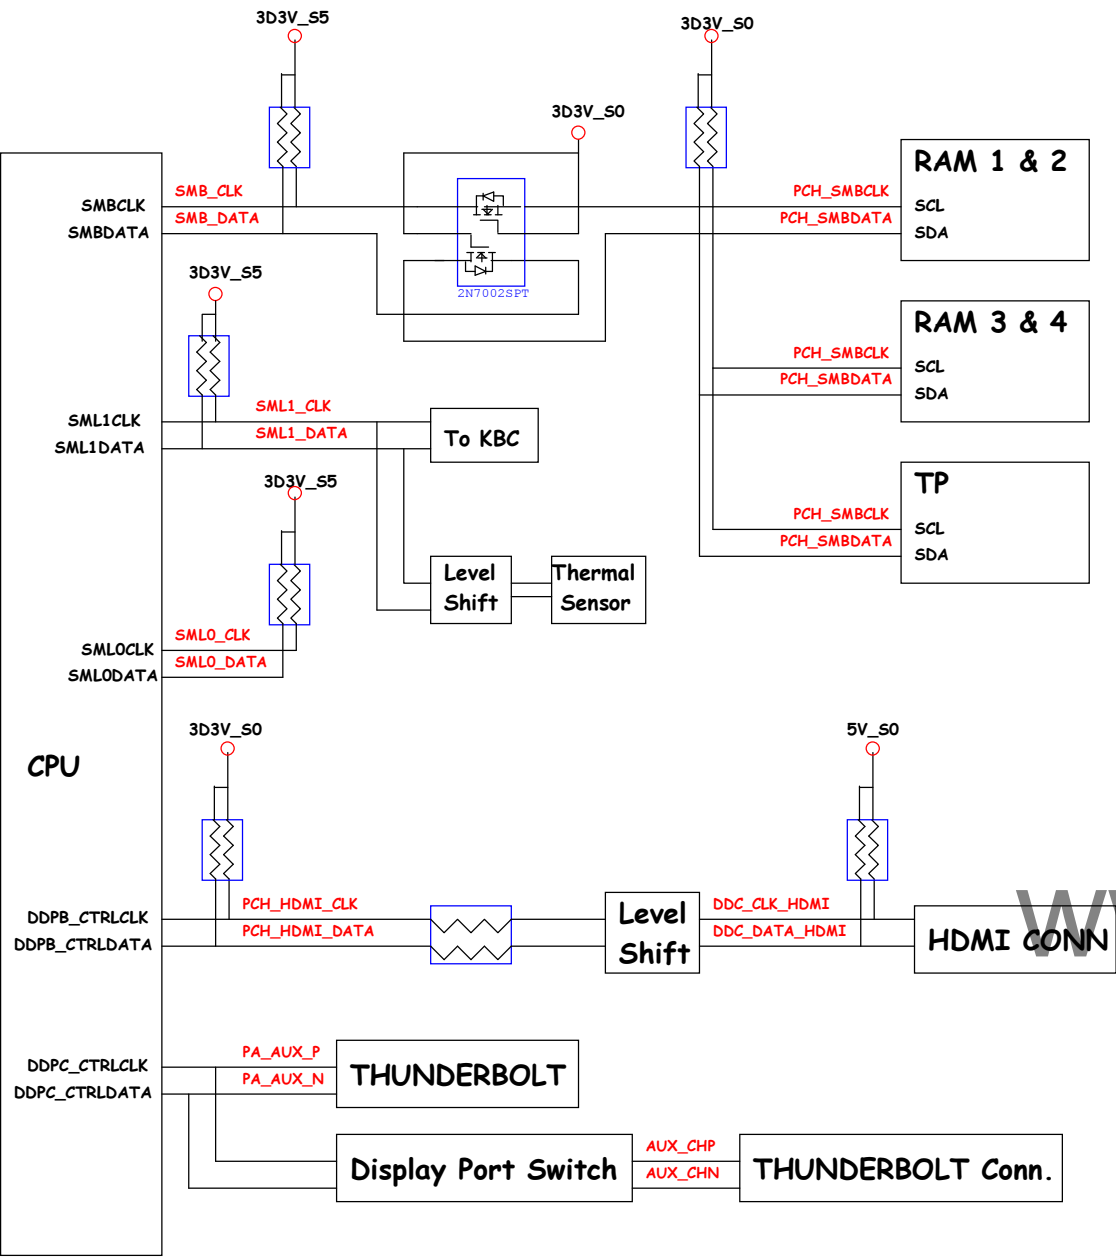 3D3V_S5
3D3V_S0
3D3V_S0
RAM 1 & 2
SMB_CLK
PCH_SMBCLK
SMBCLK
SCL
SMB_DATA
PCH_SMBDATA
SMBDATA
SDA
3D3V_S5
2N7002SPT
RAM 3 & 4
PCH_SMBCLK
SCL
PCH_SMBDATA
SDA
SML1_CLK
SML1CLK
SML1_DATA
To KBC
SML1DATA
3D3V_S5
TP
PCH_SMBCLK
SCL
PCH_SMBDATA
SDA
Level
Shift
Thermal
Sensor
SML0_CLK
SML0CLK
SML0_DATA
SML0DATA
3D3V_S0
5V_S0
CPU
PCH_HDMI_CLK
DDPB_CTRLCLK
PCH_HDMI_DATA
DDPB_CTRLDATA
Level
Shift
DDC_CLK_HDMI
DDC_DATA_HDMI
HDMI CONN
PA_AUX_P
DDPC_CTRLCLK
PA_AUX_N
DDPC_CTRLDATA
THUNDERBOLT
Display Port Switch
AUX_CHP
AUX_CHN
THUNDERBOLT Conn.